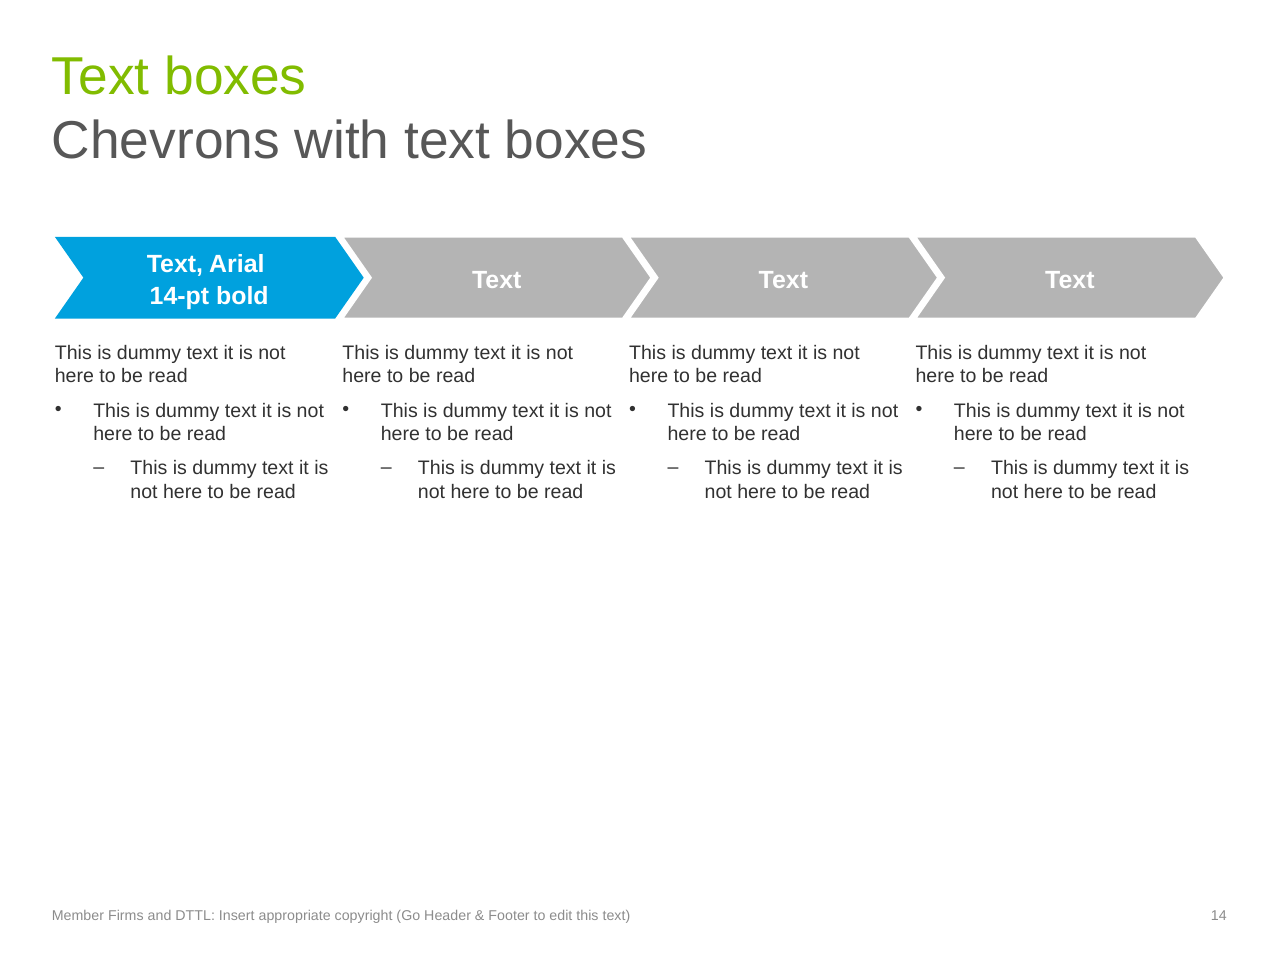 Text boxes
Chevrons with text boxes
Text, Arial
14-pt bold
Text
Text
Text
This is dummy text it is not
here to be read
• This is dummy text it is not
here to be read
– This is dummy text it is
not here to be read
This is dummy text it is not
here to be read
• This is dummy text it is not
here to be read
– This is dummy text it is
not here to be read
This is dummy text it is not
here to be read
• This is dummy text it is not
here to be read
– This is dummy text it is
not here to be read
This is dummy text it is not
here to be read
• This is dummy text it is not
here to be read
– This is dummy text it is
not here to be read
Member Firms and DTTL: Insert appropriate copyright (Go Header & Footer to edit this text)
14